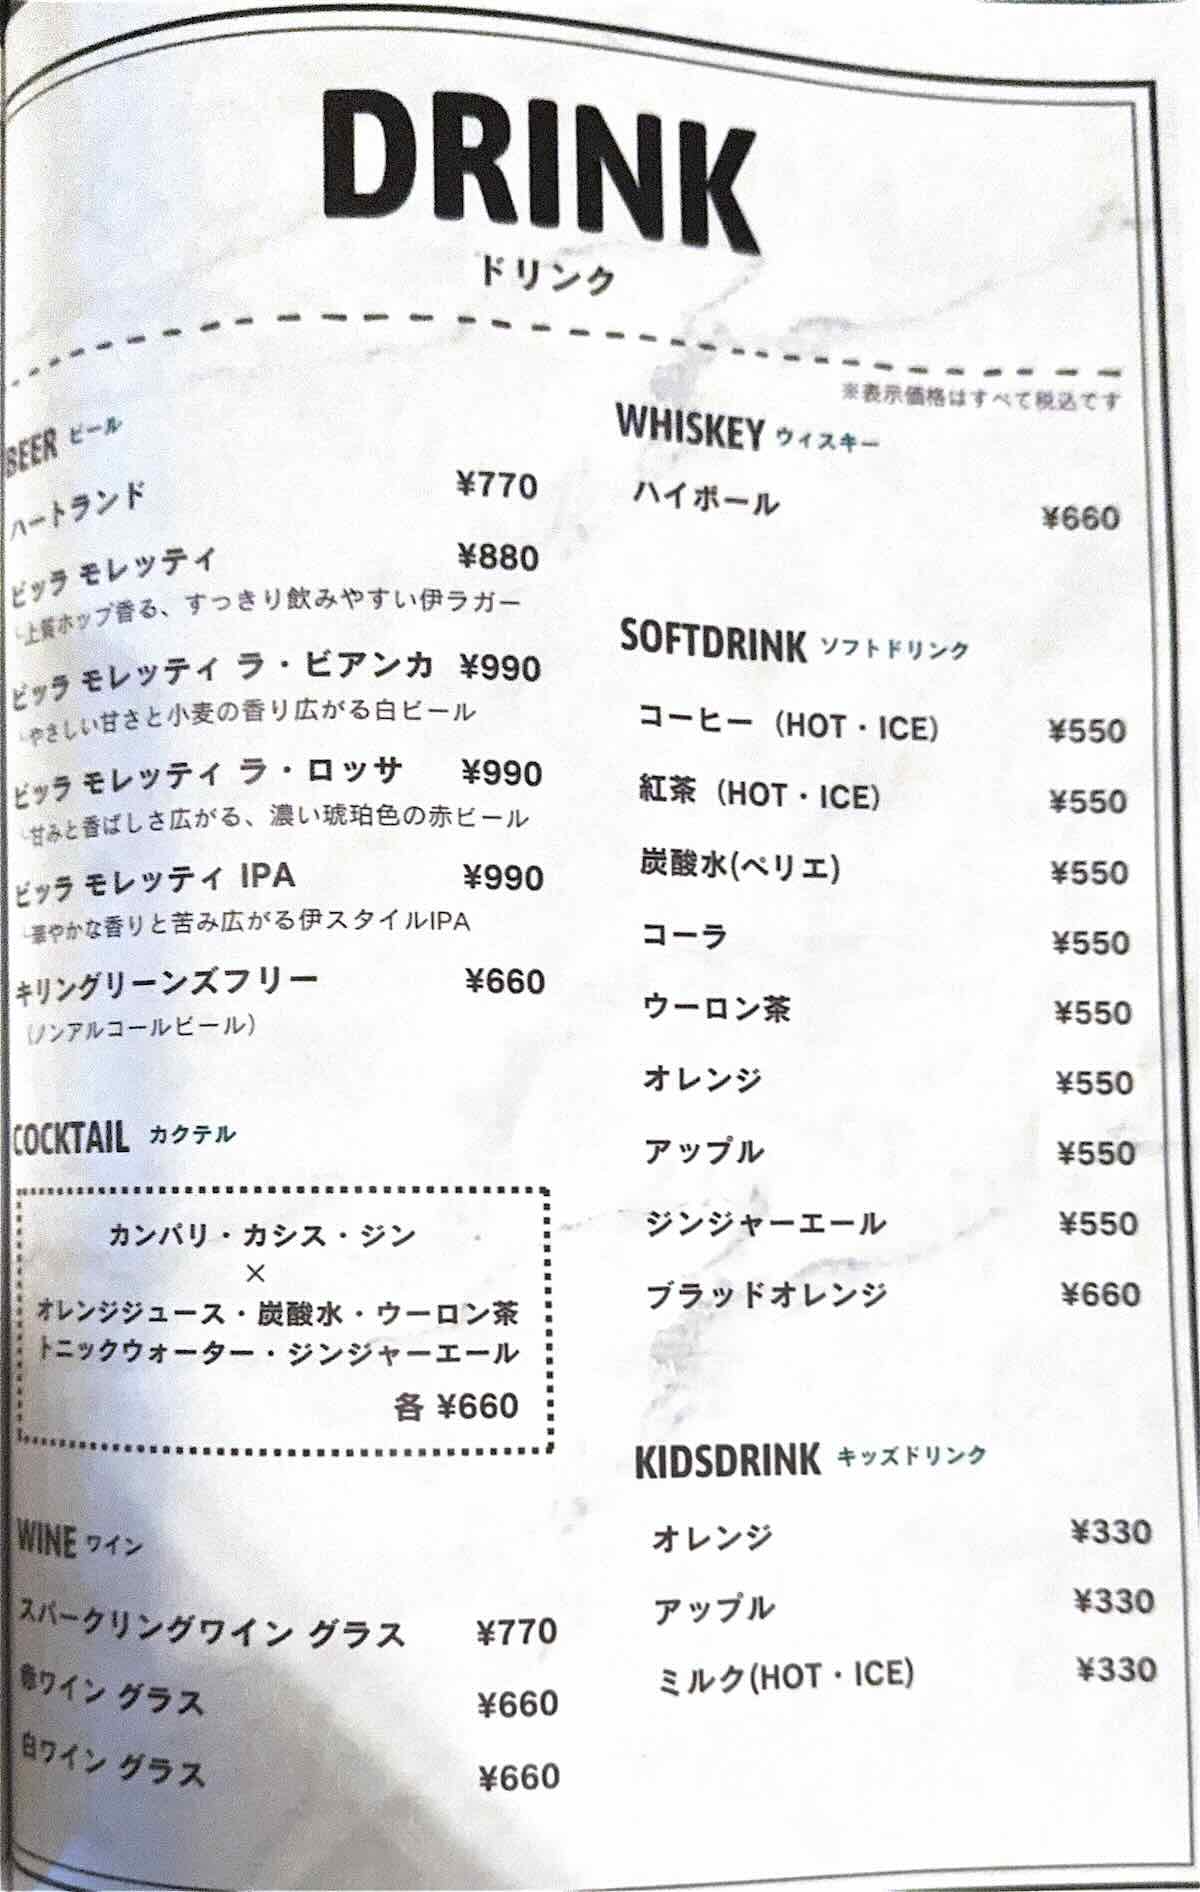 DRINK
ドリンク
※表示価格はすべて税込です
BEER ビール
ハートランド ¥770
ビッラ モレッティ ¥880
└上質ホップ香る、すっきり飲みやすい伊ラガー
ビッラ モレッティ ラ・ビアンカ ¥990
└やさしい甘さと小麦の香り広がる白ビール
ビッラ モレッティ ラ・ロッサ ¥990
└甘みと香ばしさ広がる、濃い琥珀色の赤ビール
ビッラ モレッティ IPA ¥990
└華やかな香りと苦み広がる伊スタイルIPA
キリングリーンズフリー ¥660
(ノンアルコールビール)
COCKTAIL カクテル
カンパリ・カシス・ジン
×
オレンジジュース・炭酸水・ウーロン茶
トニックウォーター・ジンジャーエール
各 ¥660
WINE ワイン
スパークリングワイン グラス ¥770
赤ワイン グラス ¥660
白ワイン グラス ¥660
WHISKEY ウィスキー
ハイボール ¥660
SOFTDRINK ソフトドリンク
コーヒー (HOT・ICE) ¥550
紅茶 (HOT・ICE) ¥550
炭酸水(ペリエ) ¥550
コーラ ¥550
ウーロン茶 ¥550
オレンジ ¥550
アップル ¥550
ジンジャーエール ¥550
ブラッドオレンジ ¥660
KIDSDRINK キッズドリンク
オレンジ ¥330
アップル ¥330
ミルク(HOT・ICE) ¥330